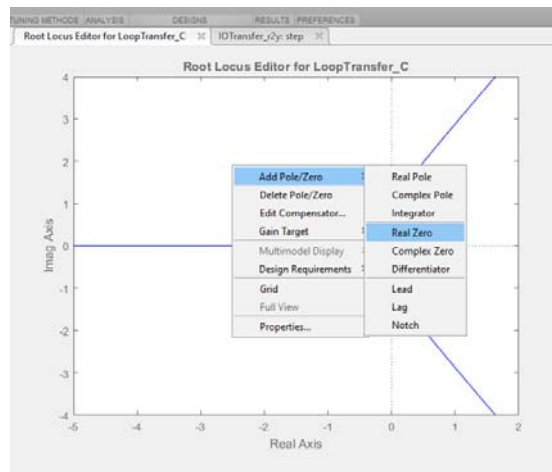 TUNING METHODS ANALYSIS DESIGNS RESULTS PREFERENCES
Root Locus Editor for LoopTransfer_C IOTransfer_r2y: step
Root Locus Editor for LoopTransfer_C
4
3
2
1
0
-1
-2
-3
-4
Imag Axis
Add Pole/Zero
Delete Pole/Zero
Edit Compensator...
Gain Target
Multimodel Display
Design Requirements
Grid
Full View
Properties...
Real Pole
Complex Pole
Integrator
Real Zero
Complex Zero
Differentiator
Lead
Lag
Notch
-5 -4 -3 -2 -1 0 1 2
Real Axis